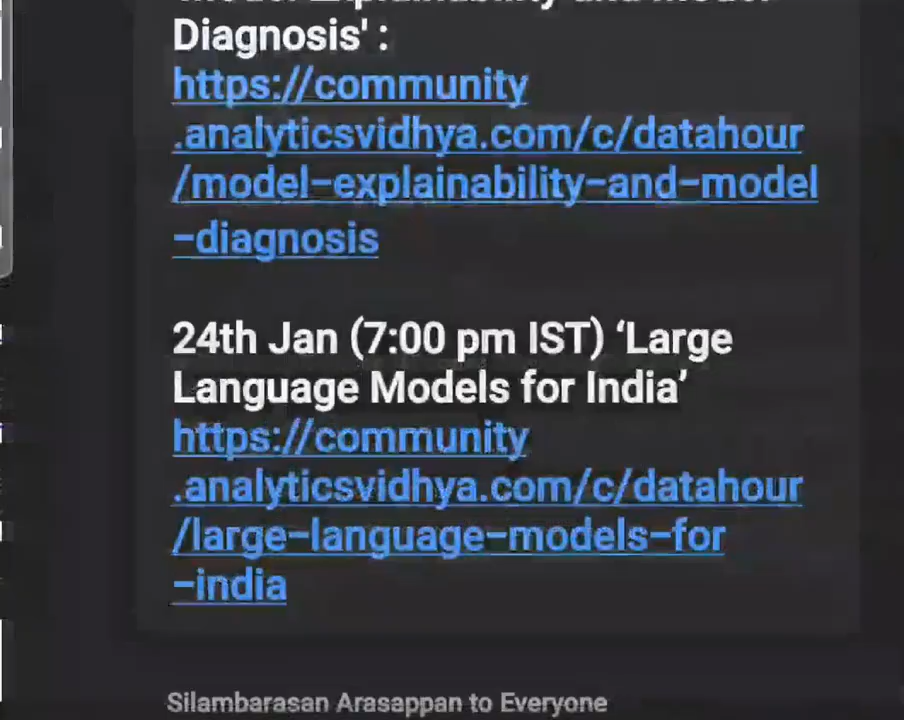 Diagnosis' :
https://community
.analyticsvidhya.com/c/datahour
/model-explainability-and-model
-diagnosis
24th Jan (7:00 pm IST) ‘Large
Language Models for India’
https://community
.analyticsvidhya.com/c/datahour
/large-language-models-for
-india
Silambarasan Arasappan to Everyone